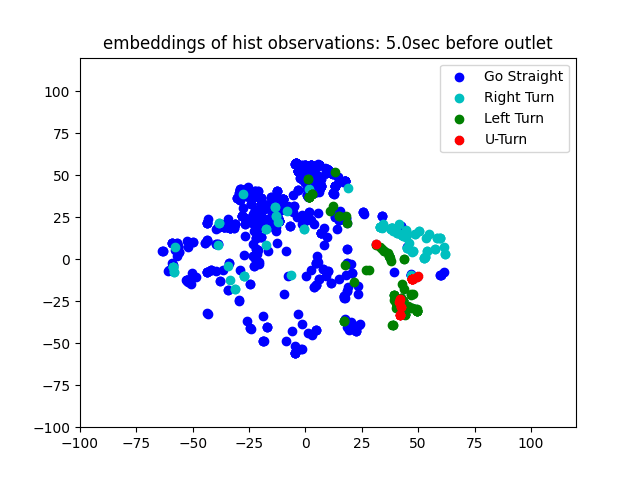 embeddings of hist observations: 5.0sec before outlet
Go Straight
Right Turn
Left Turn
U-Turn
100
75
50
25
0
−25
−50
−75
−100
−100 −75 −50 −25 0 25 50 75 100